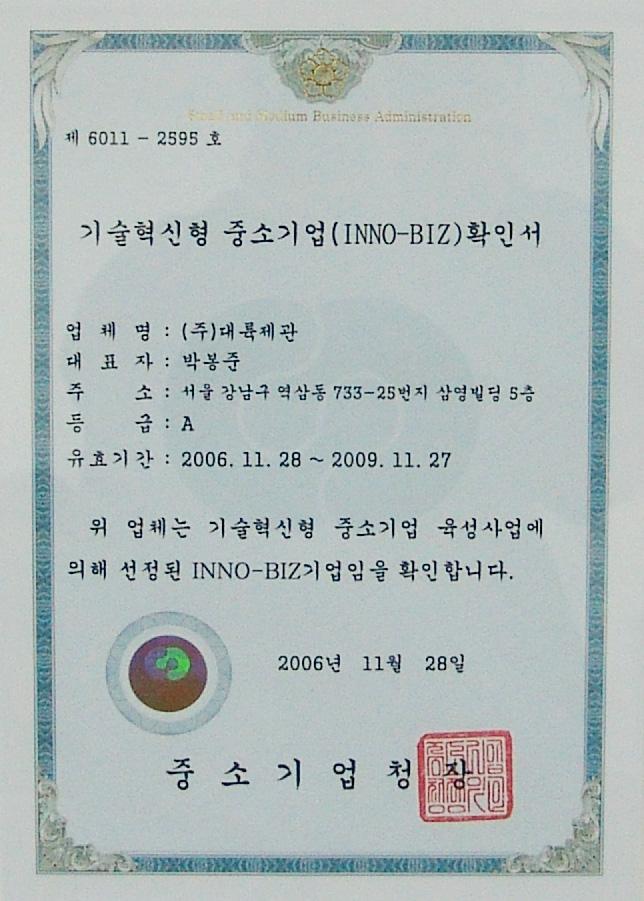 Small and Medium Business Administration
제 6011 - 2595 호
기술혁신형 중소기업(INNO-BIZ)확인서
업 체 명 : (주)대륙제관
대 표 자 : 박봉준
주 소 : 서울 강남구 역삼동 733-25번지 삼영빌딩 5층
등 급 : A
유효기간 : 2006. 11. 28 ~ 2009. 11. 27
위 업체는 기술혁신형 중소기업 육성사업에
의해 선정된 INNO-BIZ기업임을 확인합니다.
2006년 11월 28일
중 소 기 업 청 장